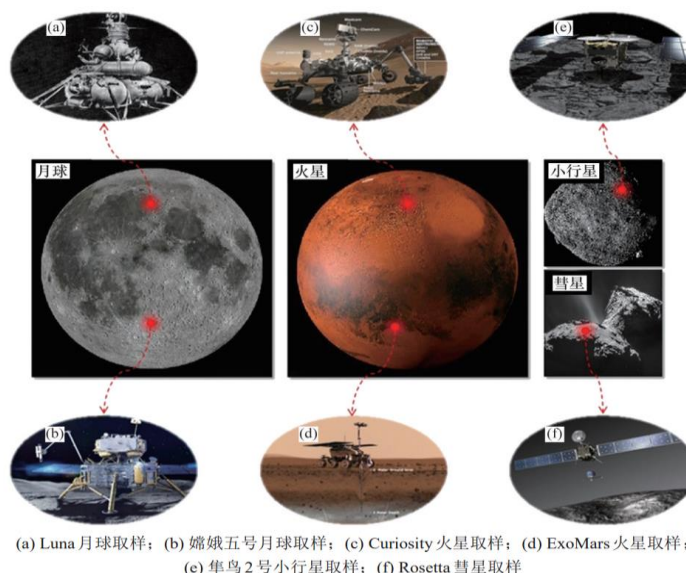 (a)
(c)
(e)
月球
火星
小行星
彗星
(b)
(d)
(f)
(a) Luna月球取样；(b) 嫦娥五号月球取样；(c) Curiosity火星取样；(d) ExoMars火星取样；
(e) 隼鸟2号小行星取样；(f) Rosetta彗星取样